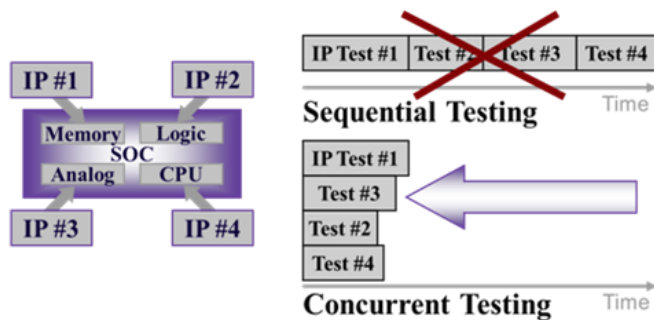 IP #1
IP #2
Memory
Logic
SOC
Analog
CPU
IP #3
IP #4
IP Test #1
Test #2
Test #3
Test #4
Sequential Testing
Time
IP Test #1
Test #3
Test #2
Test #4
Time
Concurrent Testing